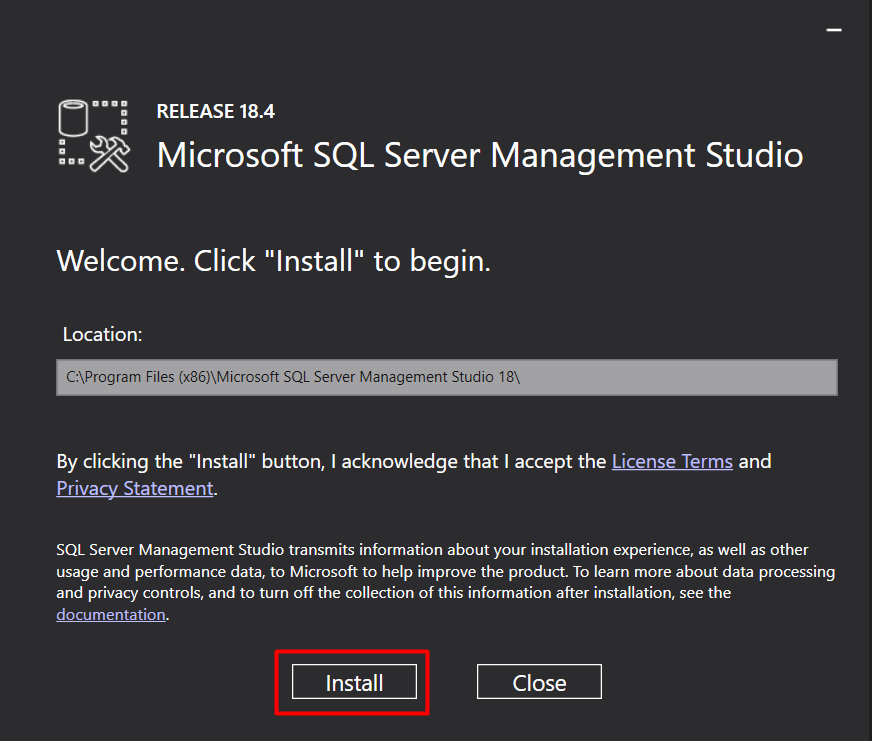 RELEASE 18.4
Microsoft SQL Server Management Studio
Welcome. Click "Install" to begin.
Location:
C:\Program Files (x86)\Microsoft SQL Server Management Studio 18\
By clicking the "Install" button, I acknowledge that I accept the License Terms and
Privacy Statement.
SQL Server Management Studio transmits information about your installation experience, as well as other
usage and performance data, to Microsoft to help improve the product. To learn more about data processing
and privacy controls, and to turn off the collection of this information after installation, see the
documentation.
Install Close